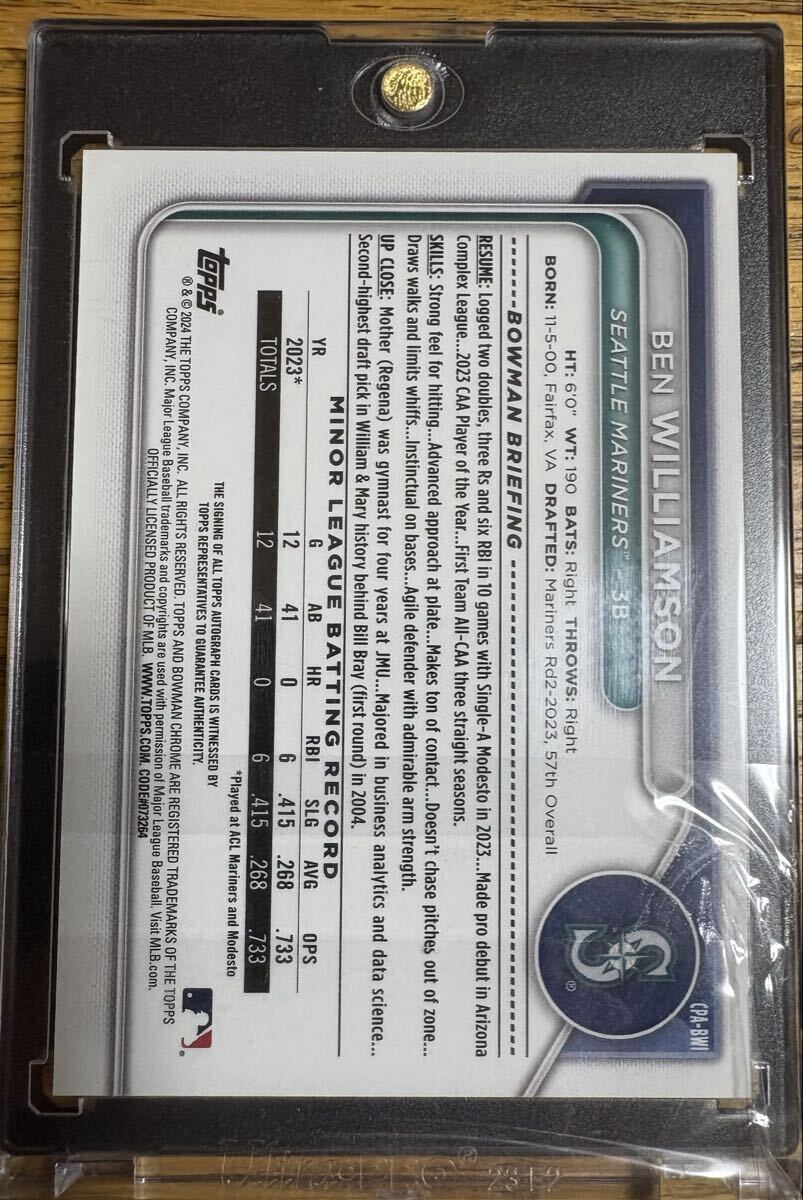 CPA-BWI
BEN WILLIAMSON
SEATTLE MARINERS™ - 3B
S
®
HT: 6'0" WT: 190 BATS: Right THROWS: Right
BORN: 11-5-00, Fairfax, VA DRAFTED: Mariners Rd2-2023, 57th Overall
BOWMAN BRIEFING
RESUME: Logged two doubles, three Rs and six RBI in 10 games with Single-A Modesto in 2023...Made pro debut in Arizona
Complex League...2023 CAA Player of the Year...First Team All-CAA three straight seasons.
SKILLS: Strong feel for hitting...Advanced approach at plate...Makes ton of contact...Doesn't chase pitches out of zone...
Draws walks and limits whiffs...Instinctual on bases...Agile defender with admirable arm strength.
UP CLOSE: Mother (Regena) was gymnast for four years at JMU...Majored in business analytics and data science...
Second-highest draft pick in William & Mary history behind Bill Bray (first round) in 2004.
MINOR LEAGUE BATTING RECORD
YR G AB HR RBI SLG AVG OPS
2023* 12 41 0 6 .415 .268 .733
TOTALS 12 41 0 6 .415 .268 .733
*Played at ACL Mariners and Modesto
THE SIGNING OF ALL TOPPS AUTOGRAPH CARDS IS WITNESSED BY
TOPPS REPRESENTATIVES TO GUARANTEE AUTHENTICITY.
topps®
® & © 2024 THE TOPPS COMPANY, INC. ALL RIGHTS RESERVED. TOPPS AND BOWMAN CHROME ARE REGISTERED TRADEMARKS OF THE TOPPS
COMPANY, INC. Major League Baseball trademarks and copyrights are used with permission of Major League Baseball. Visit MLB.com.
OFFICIALLY LICENSED PRODUCT OF MLB. WWW.TOPPS.COM. CODE#073264
®